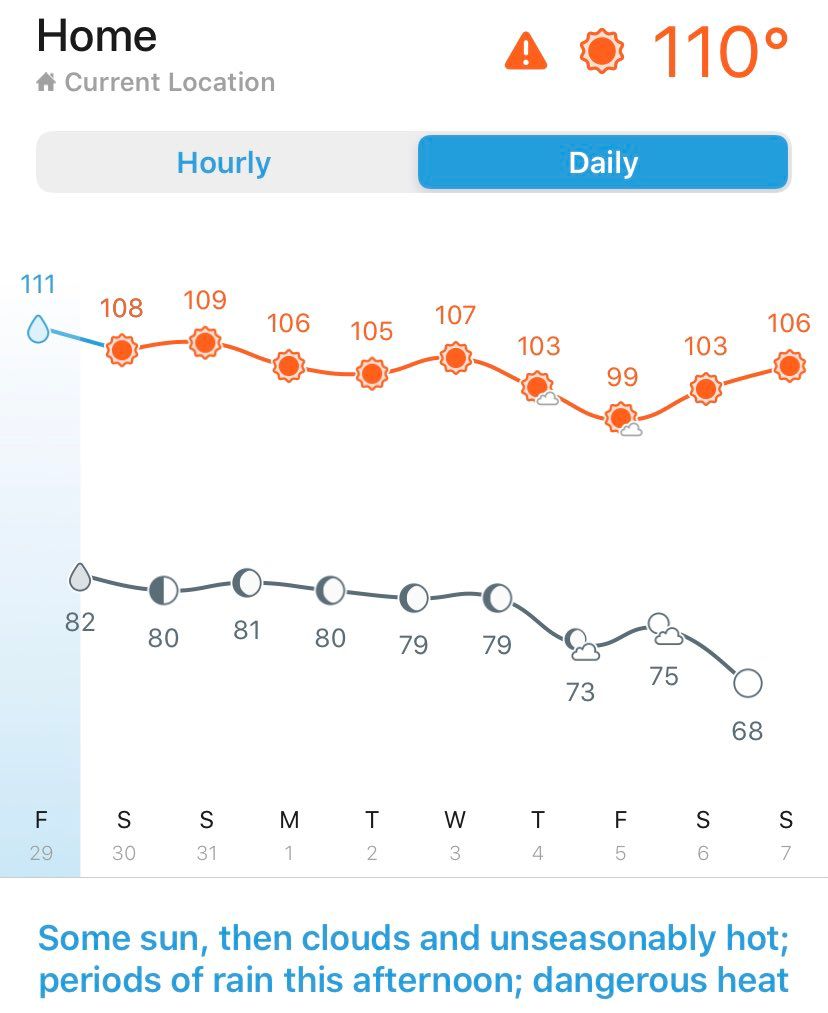 Home
110°
Current Location
Hourly Daily
111 108 109 106 105 107 103 99 103 106
82 80 81 80 79 79 73 75 68
F S S M T W T F S S
29 30 31 1 2 3 4 5 6 7
Some sun, then clouds and unseasonably hot;
periods of rain this afternoon; dangerous heat